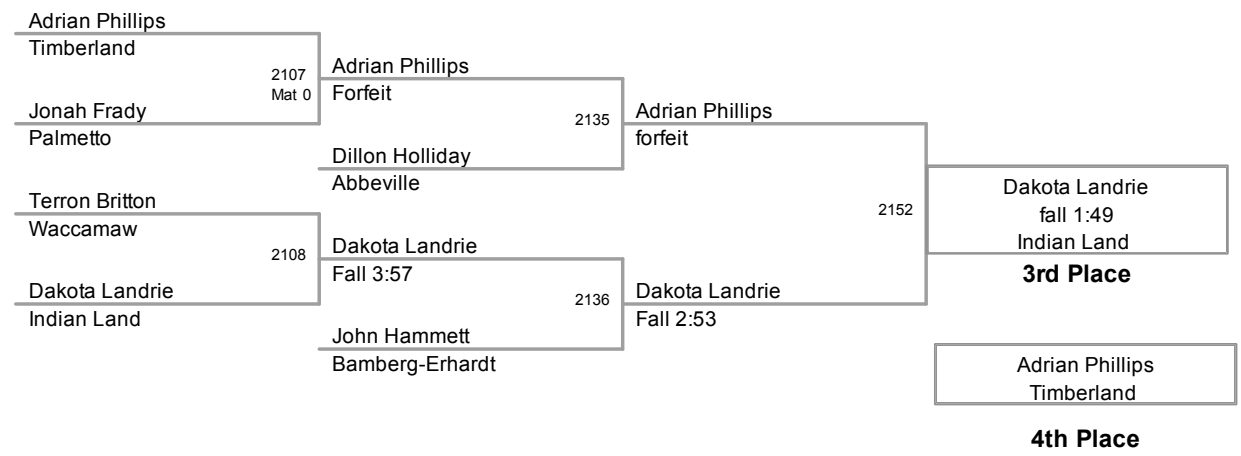 Adrian Phillips
Timberland
2107
Mat 0
Jonah Frady
Palmetto
Adrian Phillips
Forfeit
2135
Dillon Holliday
Abbeville
Adrian Phillips
forfeit
Terron Britton
Waccamaw
2108
Dakota Landrie
Indian Land
Dakota Landrie
Fall 3:57
2136
John Hammett
Bamberg-Erhardt
Dakota Landrie
Fall 2:53
2152
Dakota Landrie
fall 1:49
Indian Land
3rd Place
Adrian Phillips
Timberland
4th Place